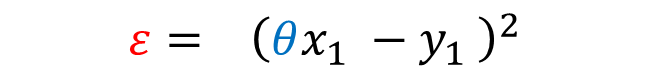 ε = (θx₁ − y₁)²